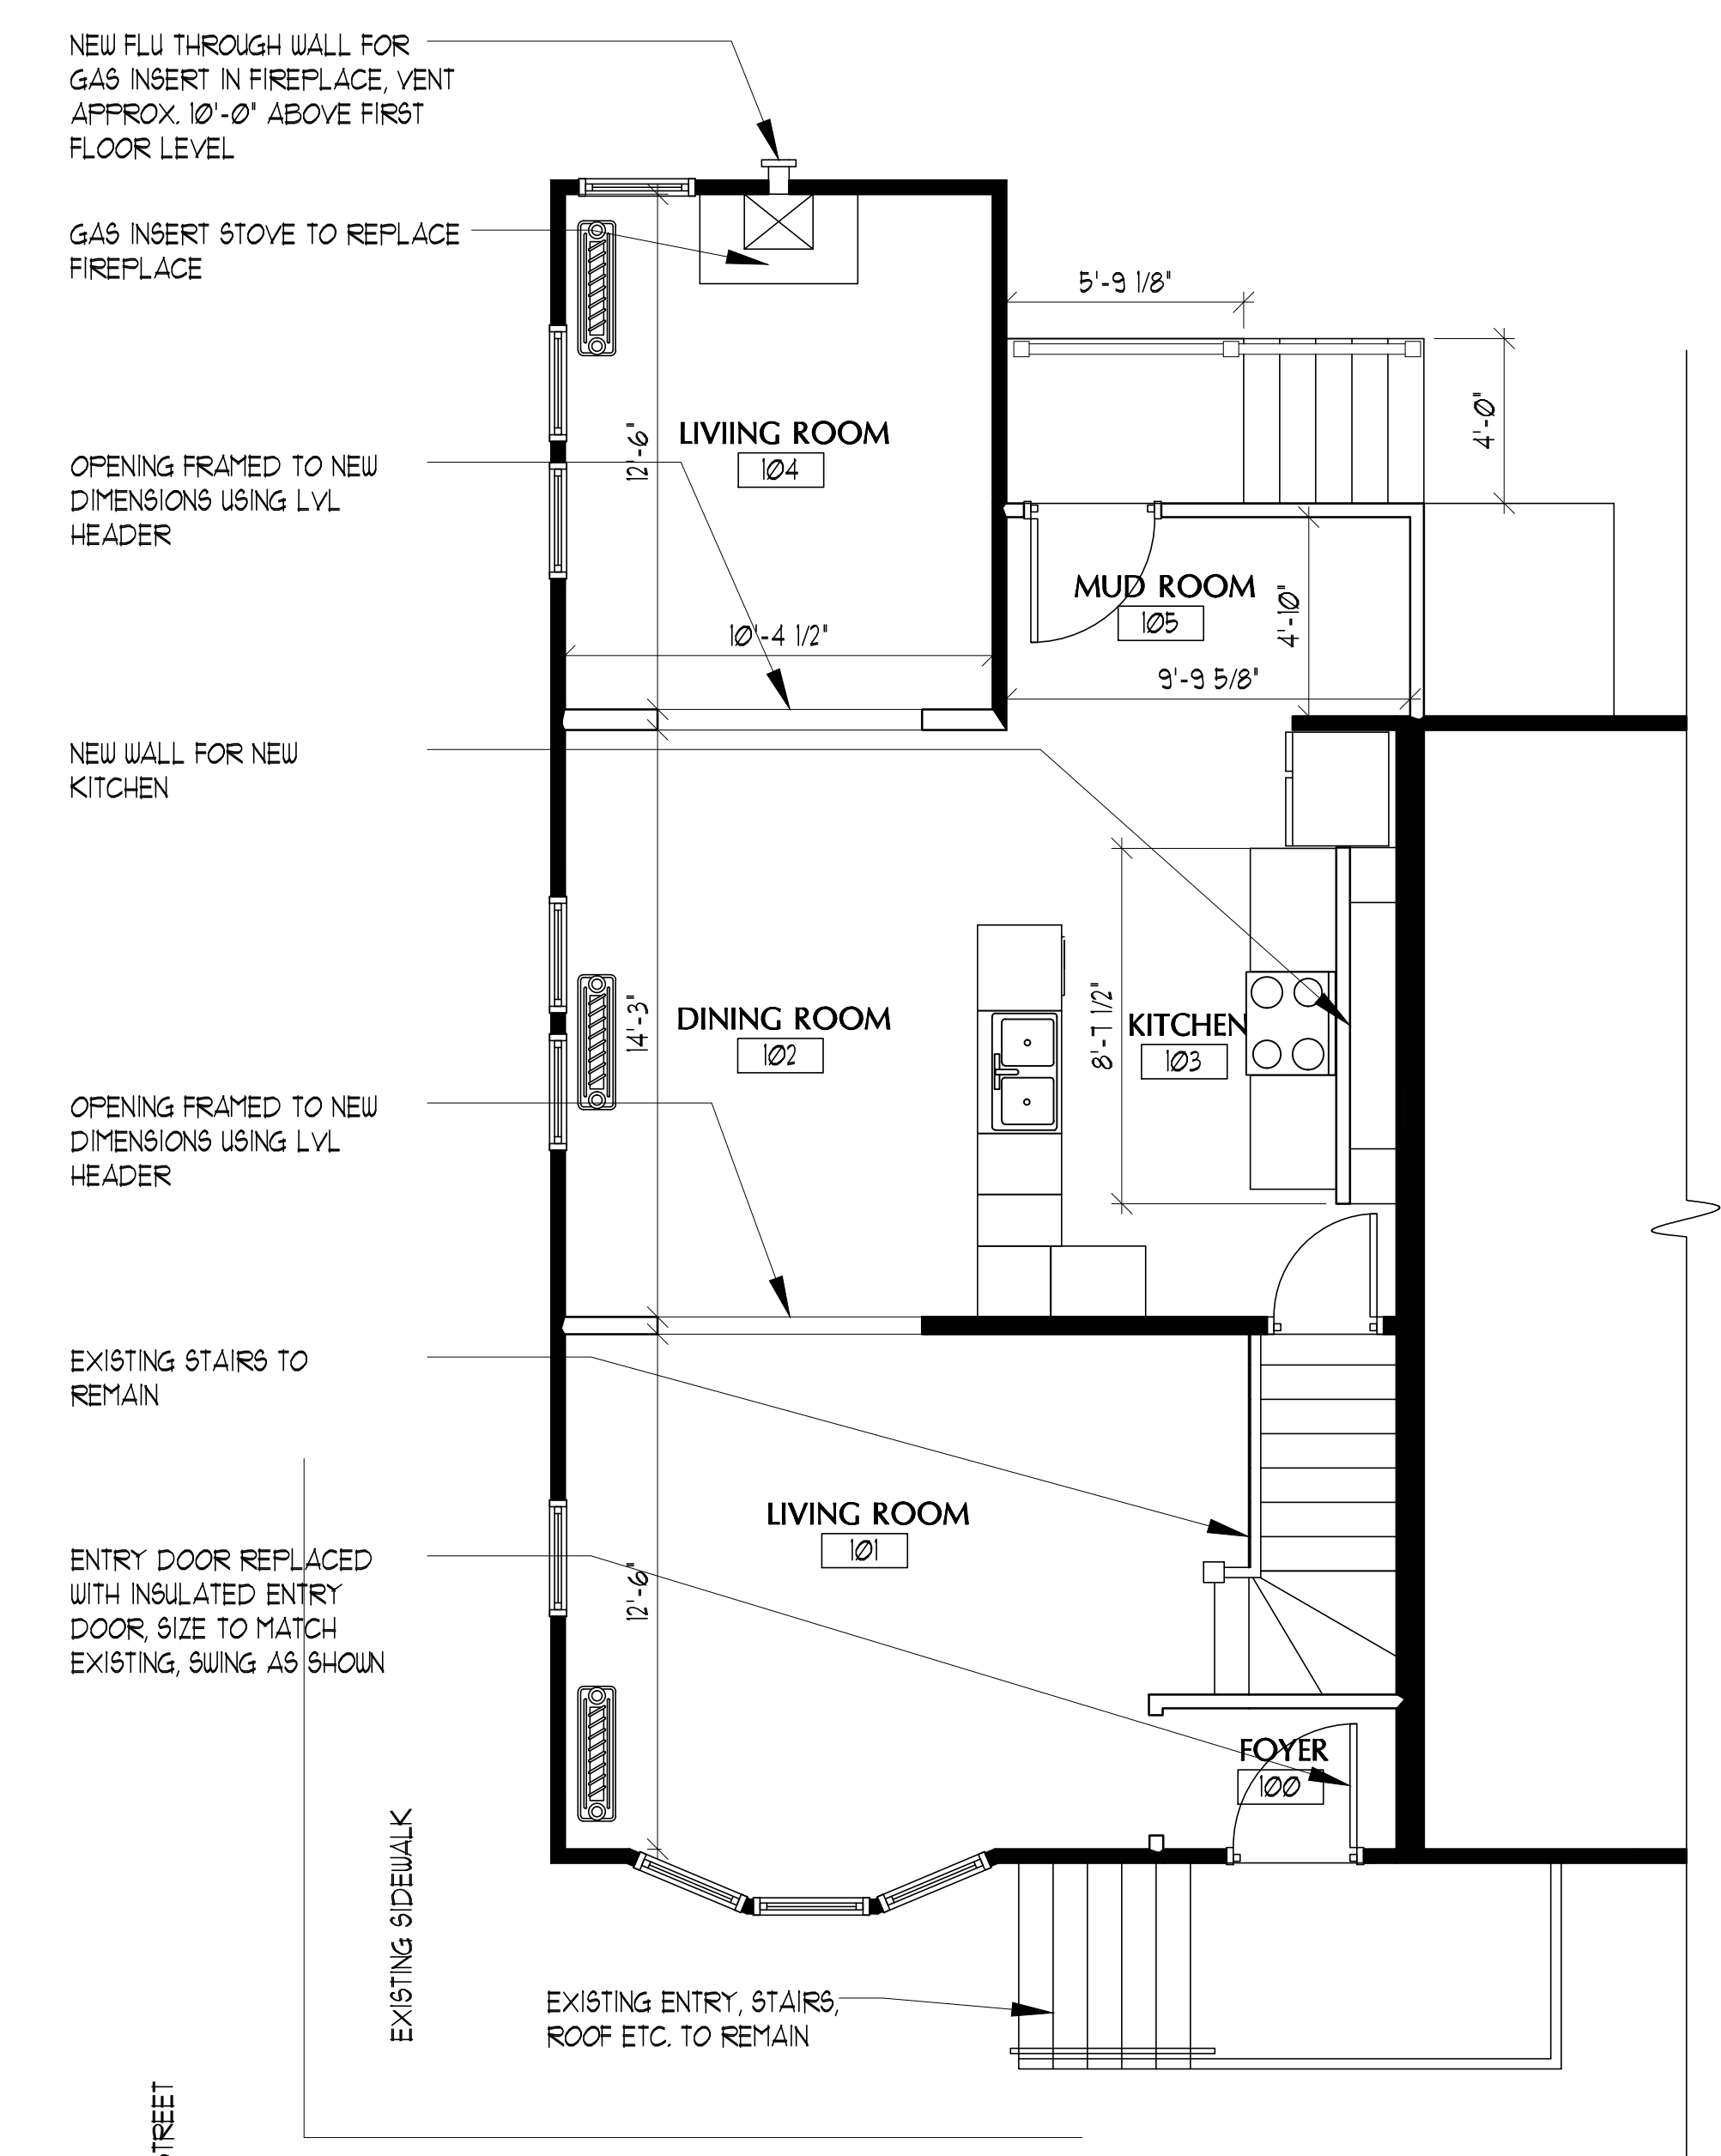 NEW FLU THROUGH WALL FOR
GAS INSERT IN FIREPLACE, VENT
APPROX. 10'-0" ABOVE FIRST
FLOOR LEVEL
GAS INSERT STOVE TO REPLACE
FIREPLACE
5'-9 1/8"
4'-0"
12'-6"
LIVIING ROOM
104
OPENING FRAMED TO NEW
DIMENSIONS USING LVL
HEADER
MUD ROOM
105
4'-10"
10'-4 1/2"
9'-9 5/8"
NEW WALL FOR NEW
KITCHEN
14'-3"
DINING ROOM
102
8'-7 1/2"
KITCHEN
103
OPENING FRAMED TO NEW
DIMENSIONS USING LVL
HEADER
EXISTING STAIRS TO
REMAIN
LIVING ROOM
101
12'-6"
ENTRY DOOR REPLACED
WITH INSULATED ENTRY
DOOR, SIZE TO MATCH
EXISTING, SWING AS SHOWN
FOYER
100
EXISTING SIDEWALK
EXISTING ENTRY, STAIRS,
ROOF ETC. TO REMAIN
STREET